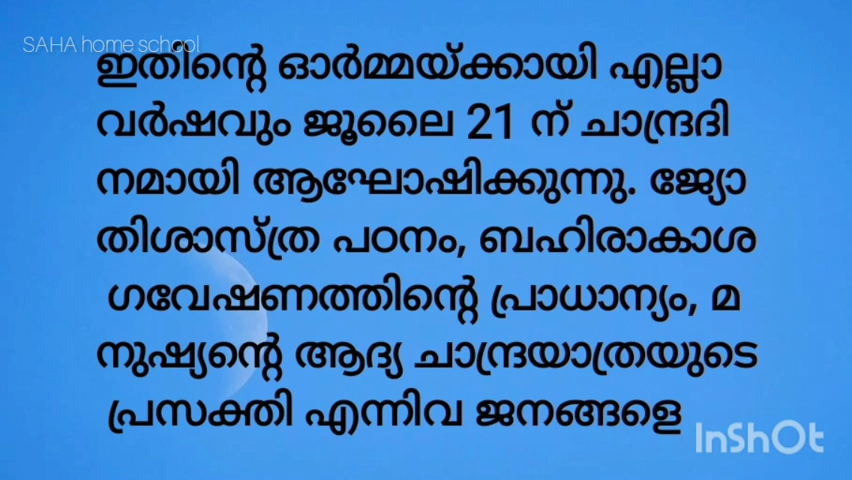 SAHA home school
ഇതിന്റെ ഓർമ്മയ്ക്കായി എല്ലാ
വർഷവും ജൂലൈ 21 ന് ചാന്ദ്രദി
നമായി ആഘോഷിക്കുന്നു. ജ്യോ
തിശാസ്ത്ര പഠനം, ബഹിരാകാശ
ഗവേഷണത്തിന്റെ പ്രാധാന്യം, മ
നുഷ്യന്റെ ആദ്യ ചാന്ദ്രയാത്രയുടെ
പ്രസക്തി എന്നിവ ജനങ്ങളെ
InShOt